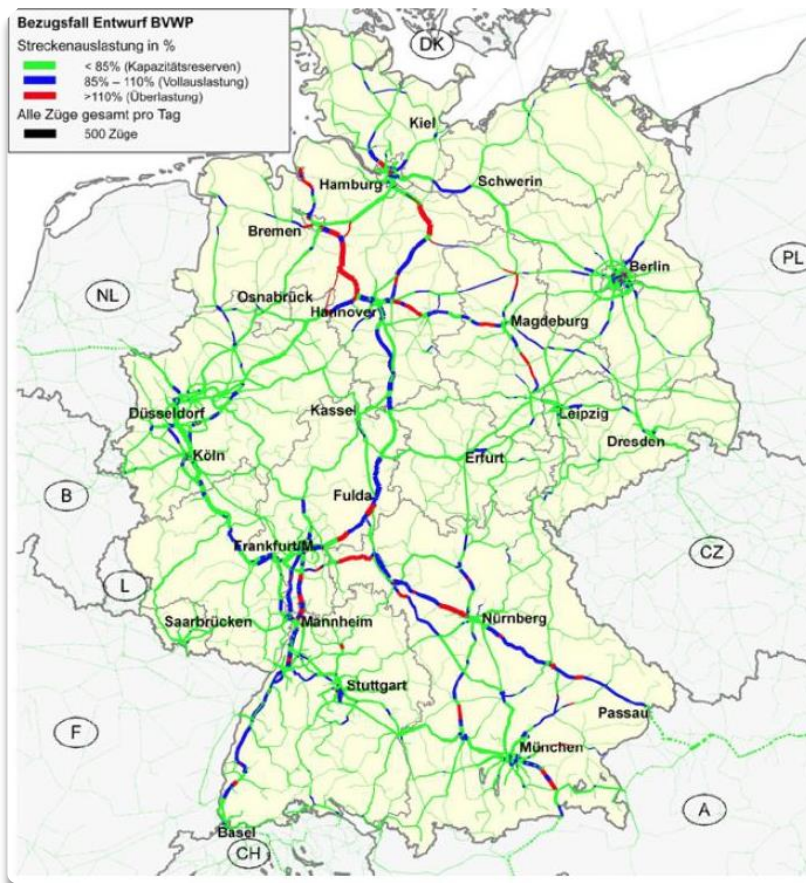 Bezugsfall Entwurf BVWP
Streckenauslastung in %
< 85% (Kapazitätsreserven)
85% – 110% (Vollauslastung)
>110% (Überlastung)
Alle Züge gesamt pro Tag
500 Züge
DK
Kiel
Hamburg
Schwerin
Bremen
PL
Berlin
NL
Osnabrück
Hannover
Magdeburg
Düsseldorf
Kassel
Leipzig
Dresden
Köln
Erfurt
B
Fulda
Frankfurt/M.
CZ
L
Saarbrücken
Mannheim
Nürnberg
Stuttgart
F
Passau
München
A
Basel
CH